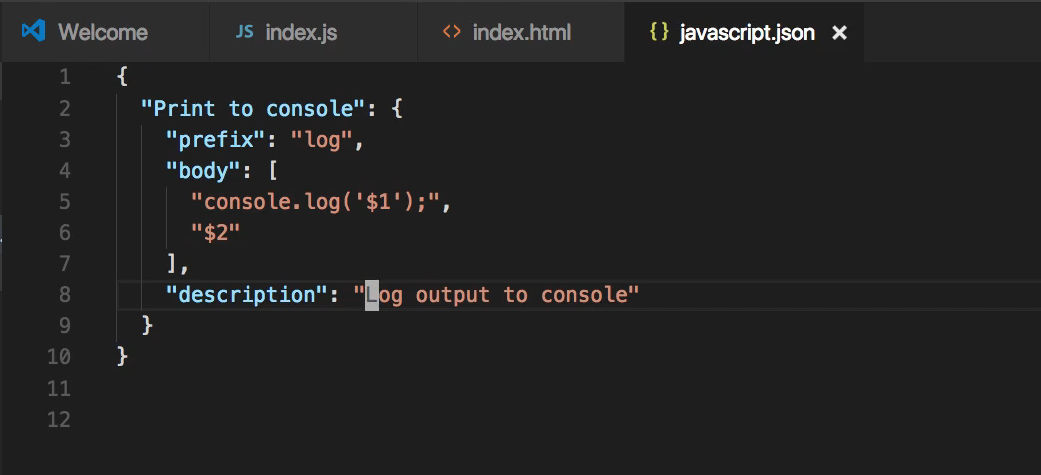 Welcome JS index.js <> index.html {} javascript.json ×
1 {
2 "Print to console": {
3 "prefix": "log",
4 "body": [
5 "console.log('$1');",
6 "$2"
7 ],
8 "description": "Log output to console"
9 }
10 }
11
12